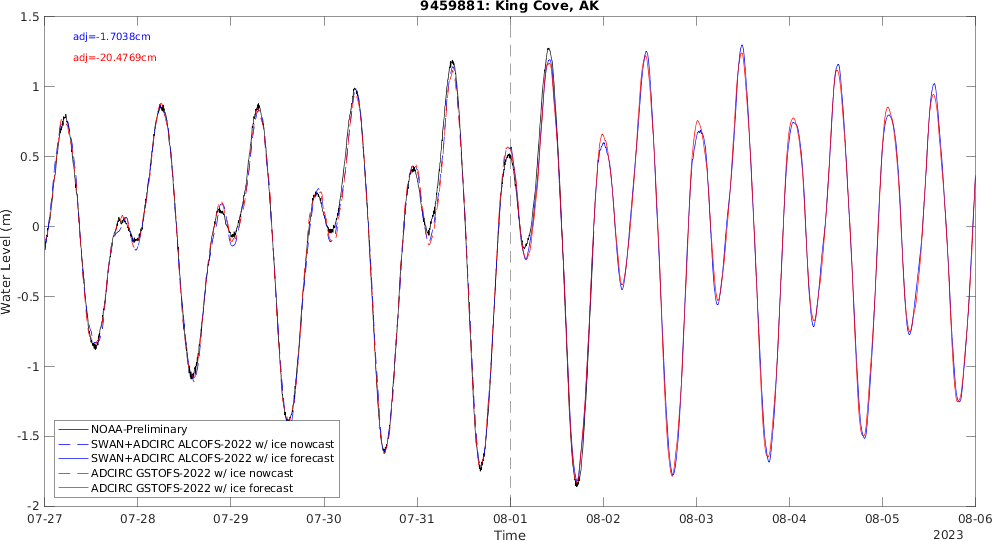 9459881: King Cove, AK
adj=-1.7038cm
adj=-20.4769cm
1.5
1
0.5
0
-0.5
-1
-1.5
-2
Water Level (m)
NOAA-Preliminary
SWAN+ADCIRC ALCOFS-2022 w/ ice nowcast
SWAN+ADCIRC ALCOFS-2022 w/ ice forecast
ADCIRC GSTOFS-2022 w/ ice nowcast
ADCIRC GSTOFS-2022 w/ ice forecast
07-27 07-28 07-29 07-30 07-31 08-01 08-02 08-03 08-04 08-05 08-06
Time
2023